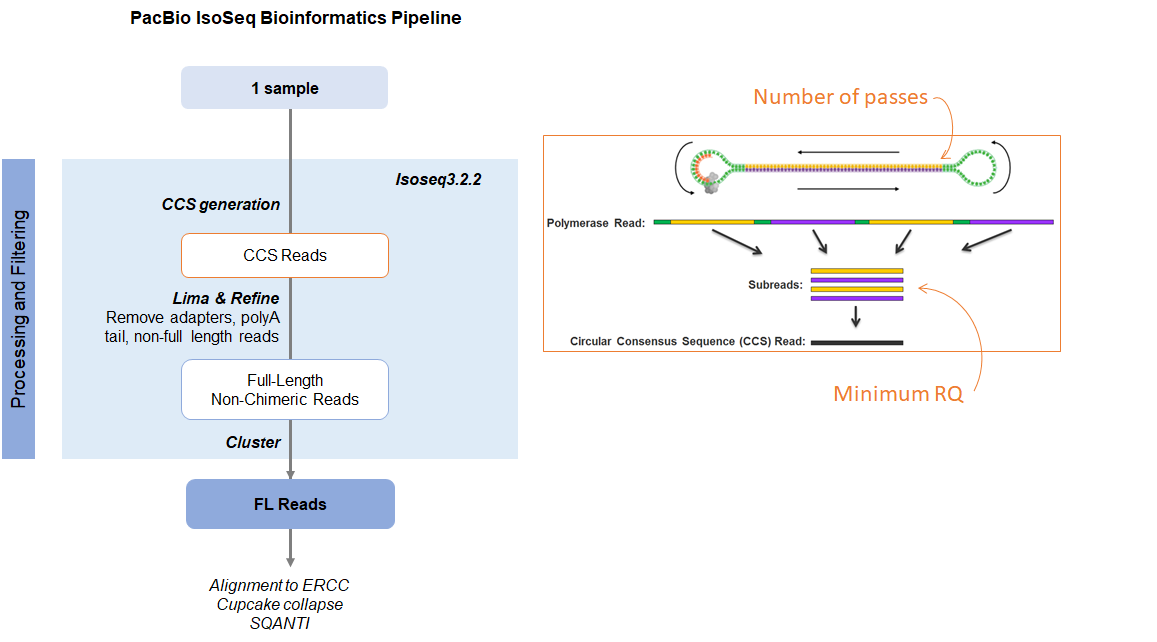 PacBio IsoSeq Bioinformatics Pipeline
1 sample
Processing and Filtering
Isoseq3.2.2
CCS generation
CCS Reads
Lima & Refine
Remove adapters, polyA
tail, non-full length reads
Full-Length
Non-Chimeric Reads
Cluster
FL Reads
Alignment to ERCC
Cupcake collapse
SQANTI
Number of passes
Polymerase Read:
Subreads:
Circular Consensus Sequence (CCS) Read:
Minimum RQ